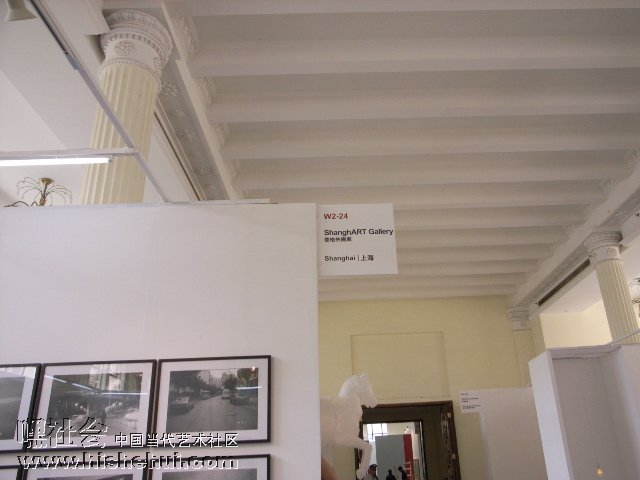 W2-24
ShanghART Gallery
香格纳画廊
Shanghai | 上海
嘿社会 中国当代艺术社区
www.hishehui.com